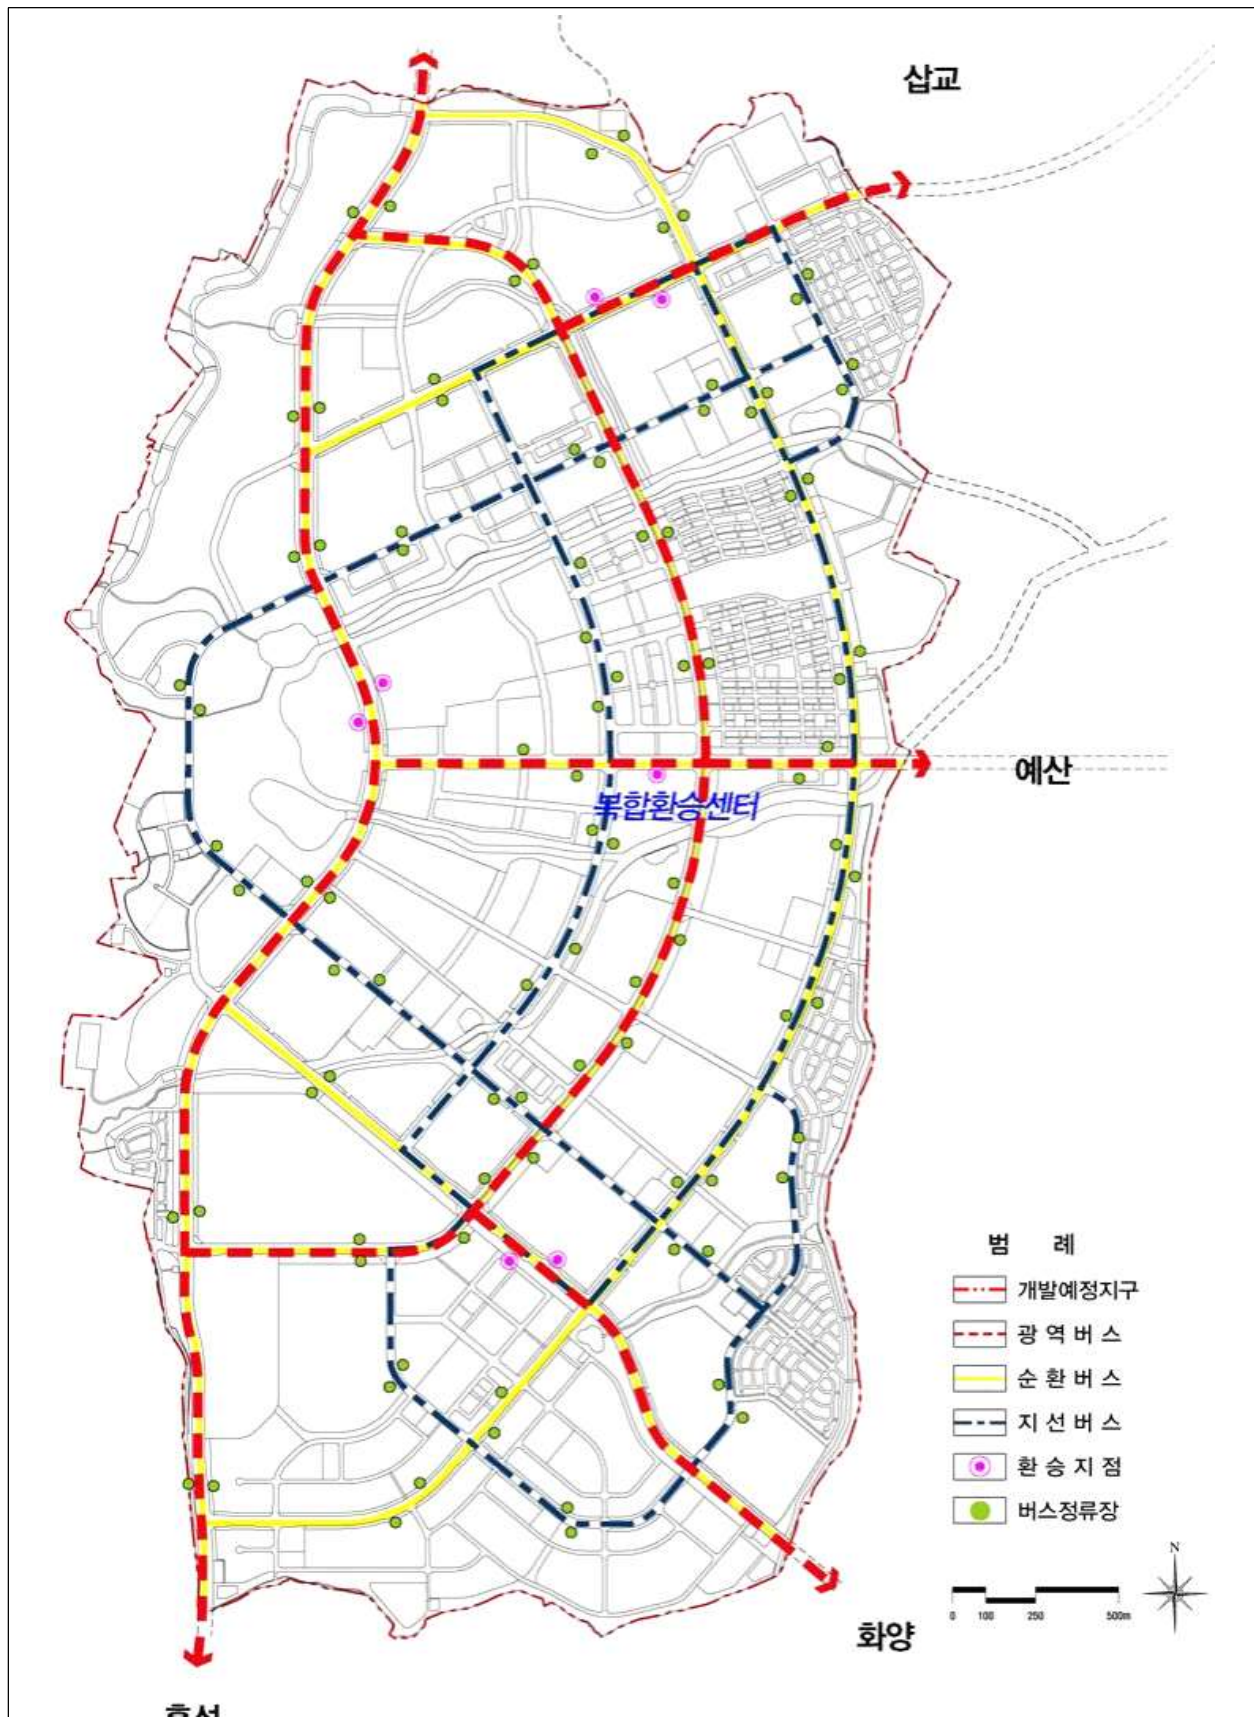 삽교
예산
복합환승센터
범 례
개발예정지구
광 역 버 스
순 환 버 스
지 선 버 스
환 승 지 점
버스정류장
N
0 100 250 500m
화양